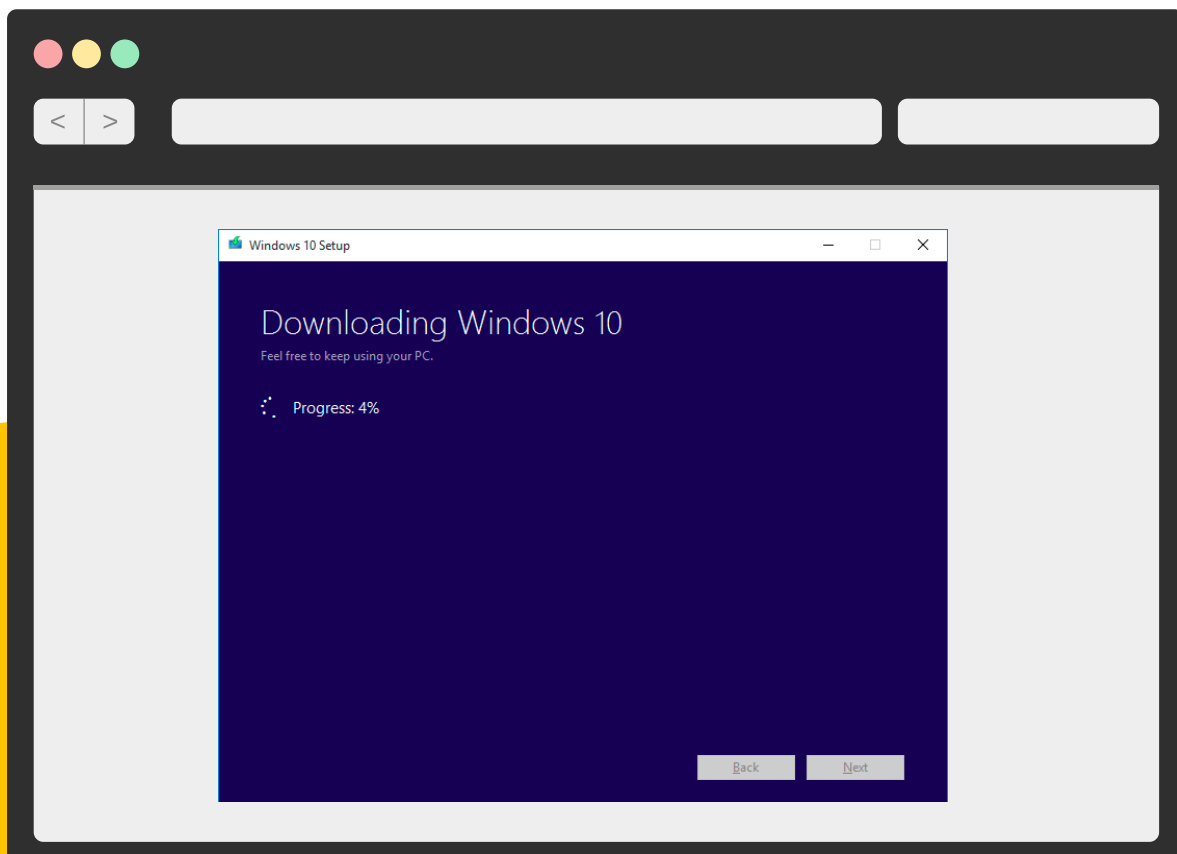 < >
Windows 10 Setup
Downloading Windows 10
Feel free to keep using your PC.
Progress: 4%
Back Next